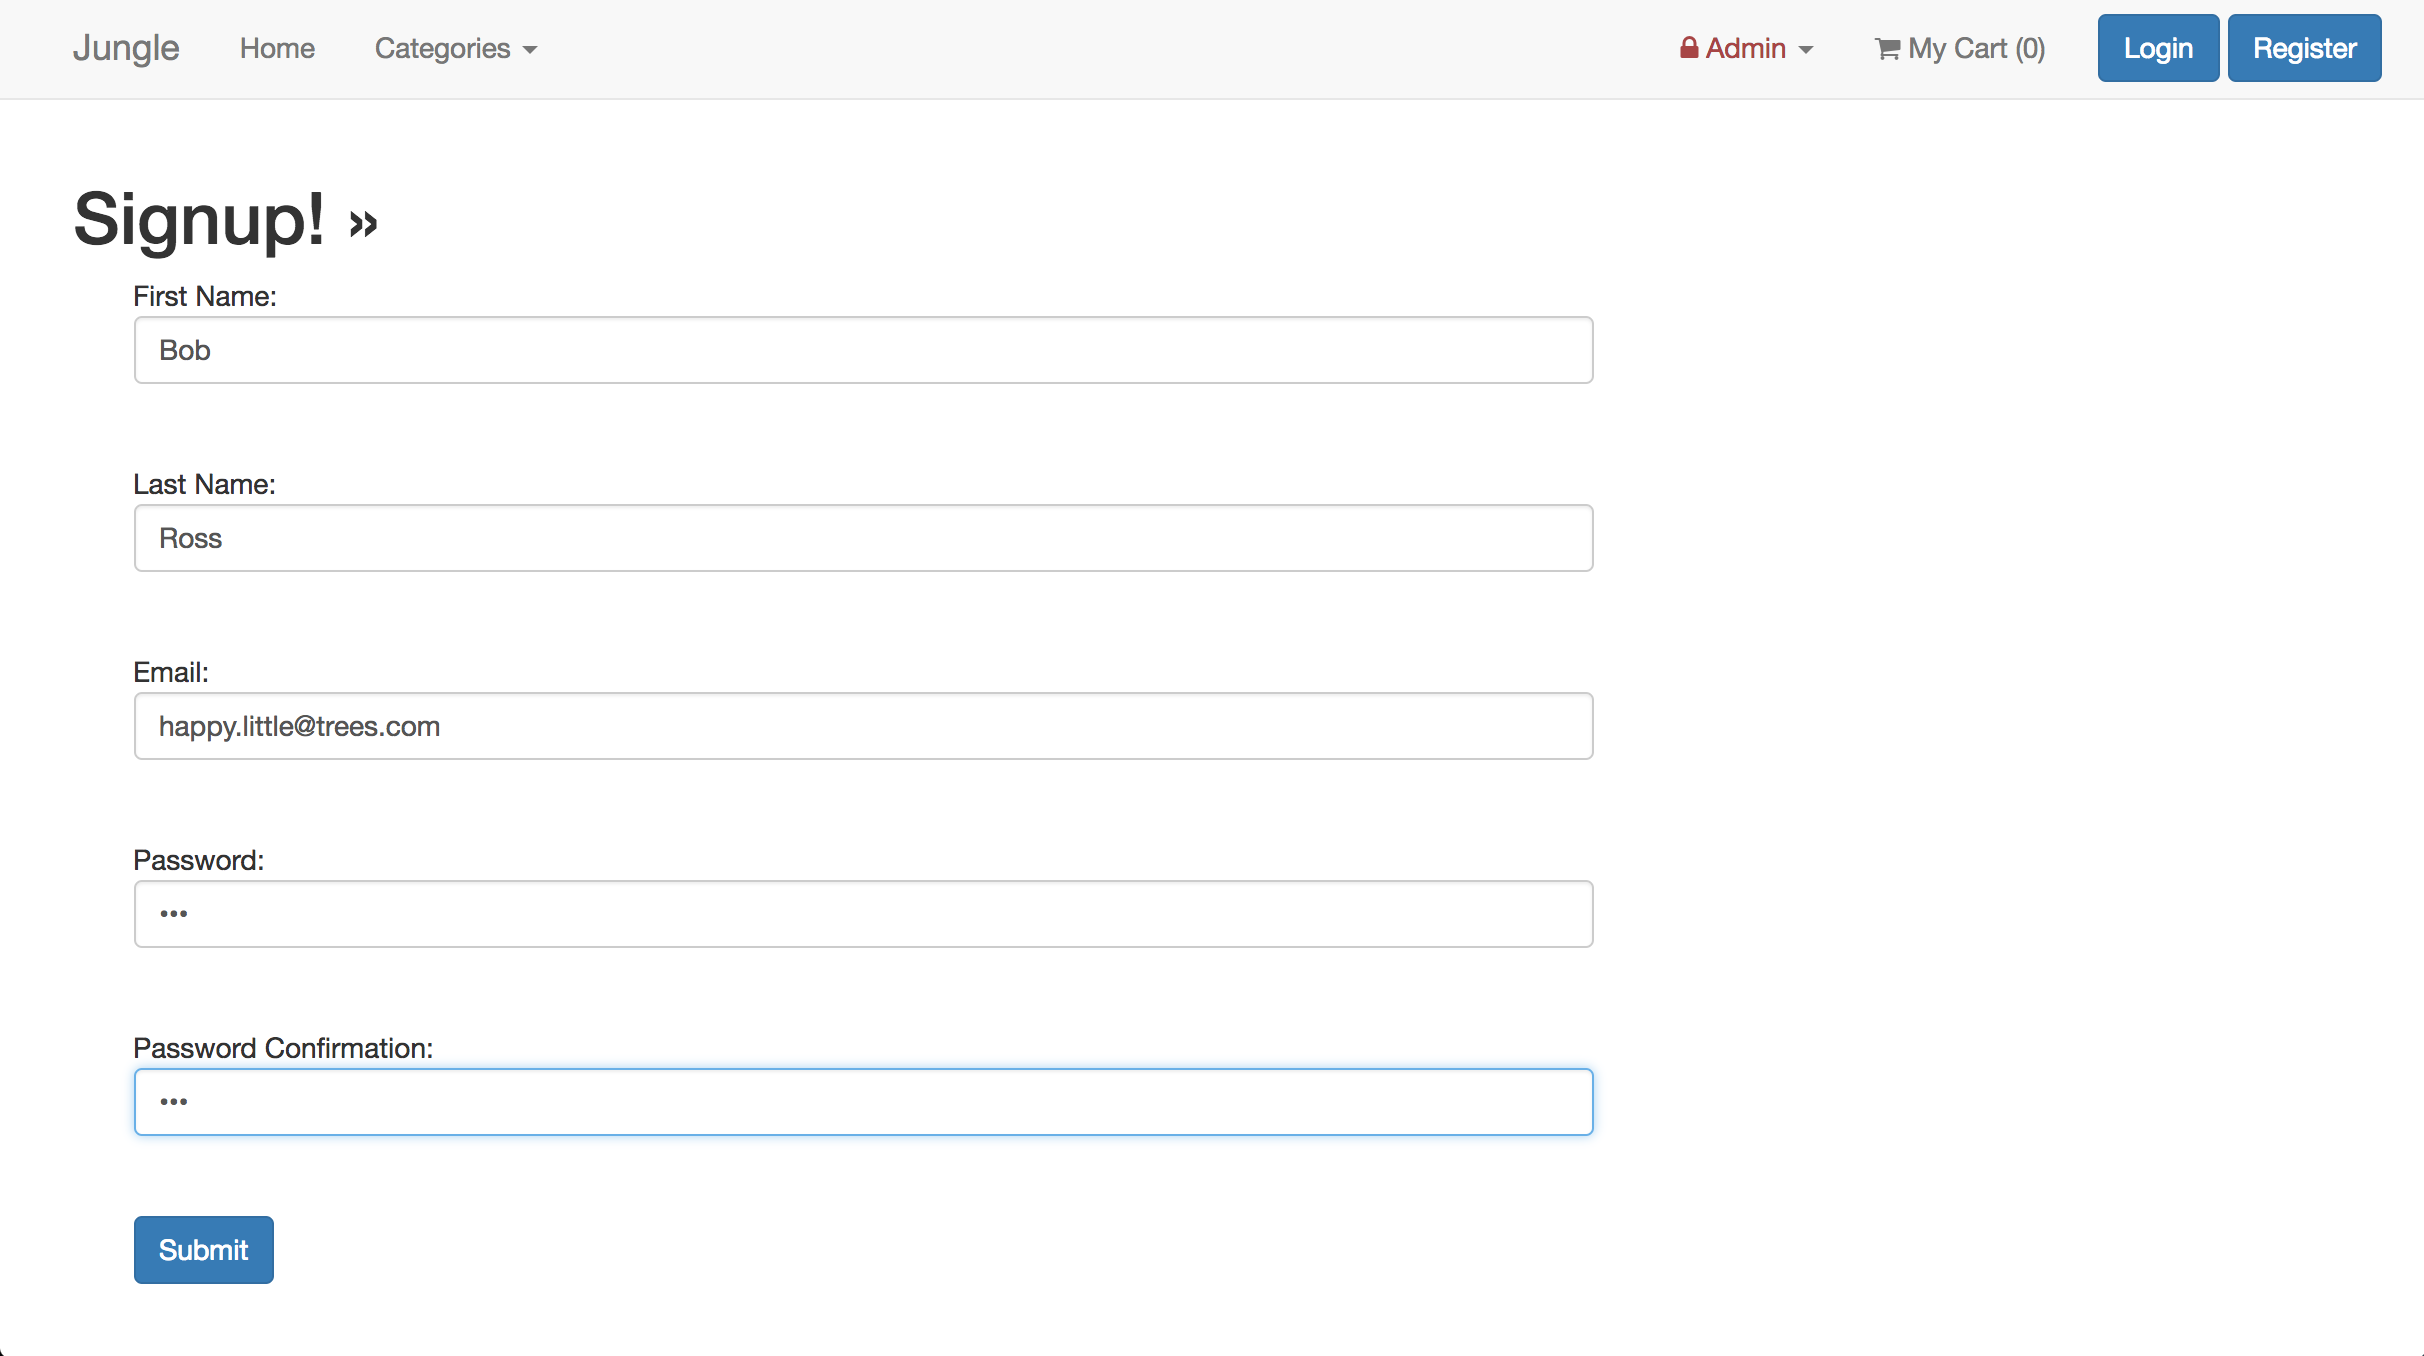 Jungle Home Categories Admin My Cart (0) Login Register
Signup! »
First Name:
Bob
Last Name:
Ross
Email:
happy.little@trees.com
Password:
•••
Password Confirmation:
•••
Submit